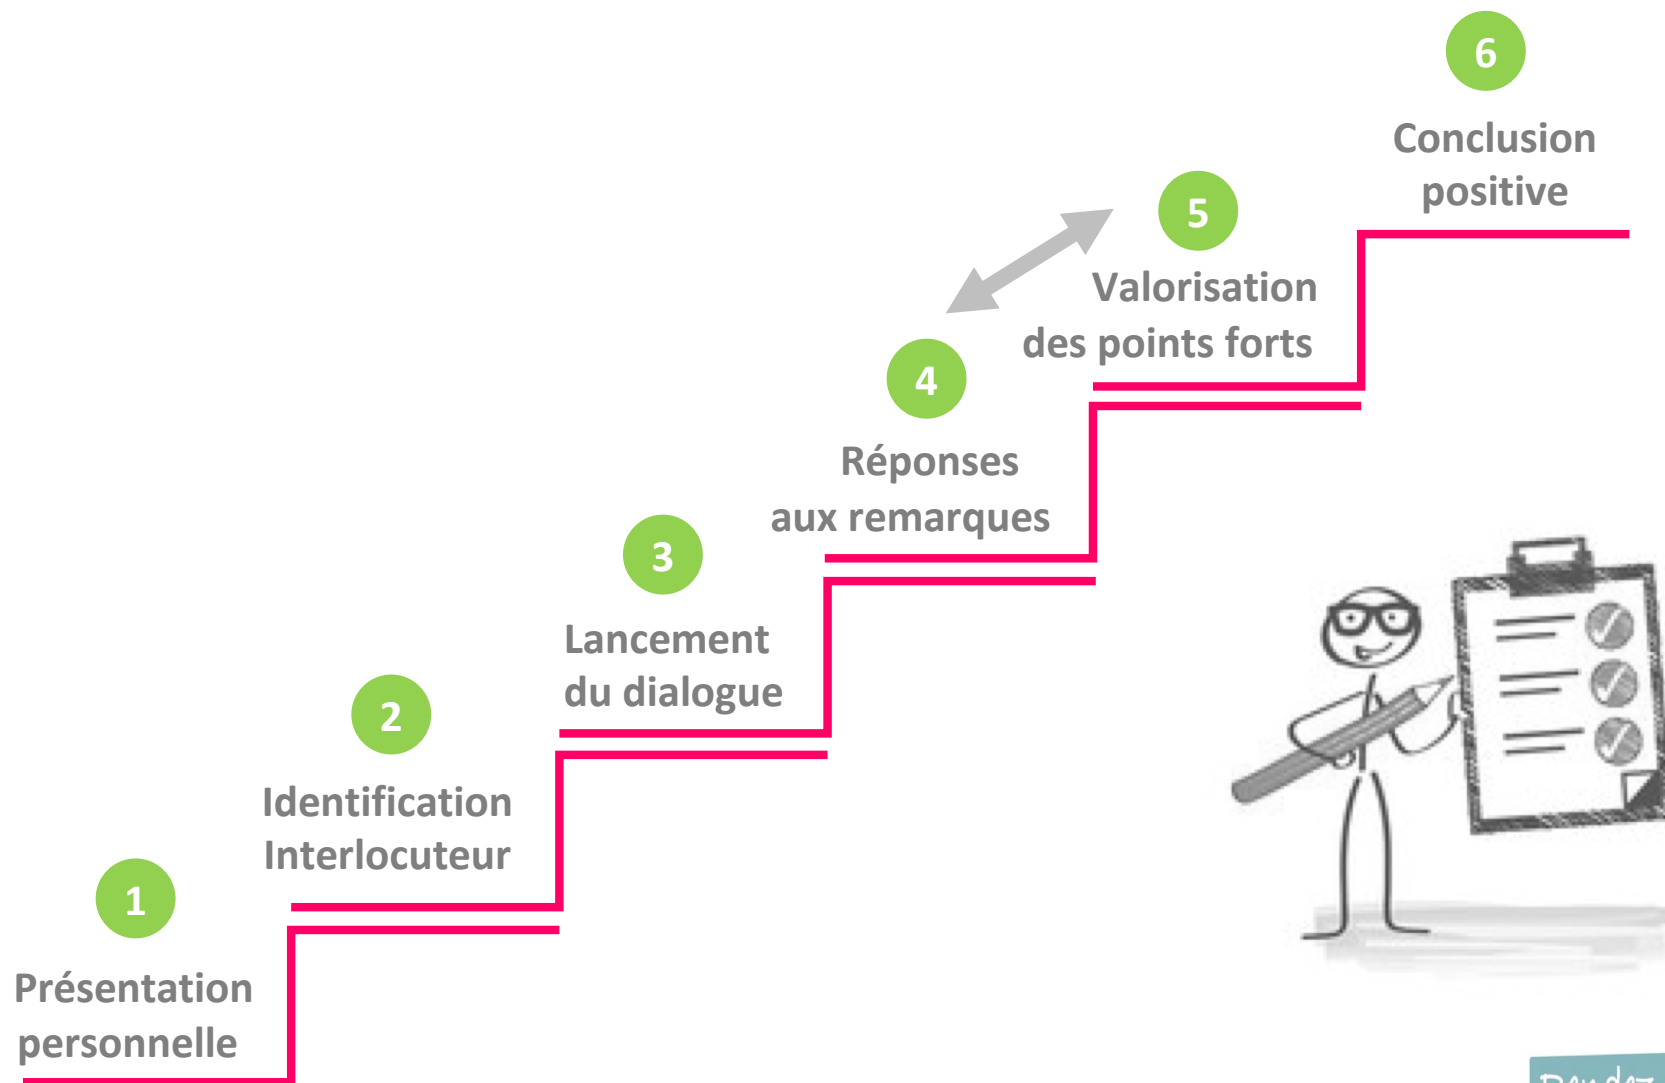 1
Présentation
personnelle
2
Identification
Interlocuteur
3
Lancement
du dialogue
4
Réponses
aux remarques
5
Valorisation
des points forts
6
Conclusion
positive